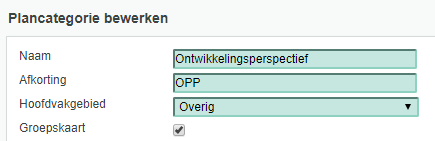 Plancategorie bewerken
Naam Ontwikkelingsperspectief
Afkorting OPP
Hoofdvakgebied Overig
Groepskaart